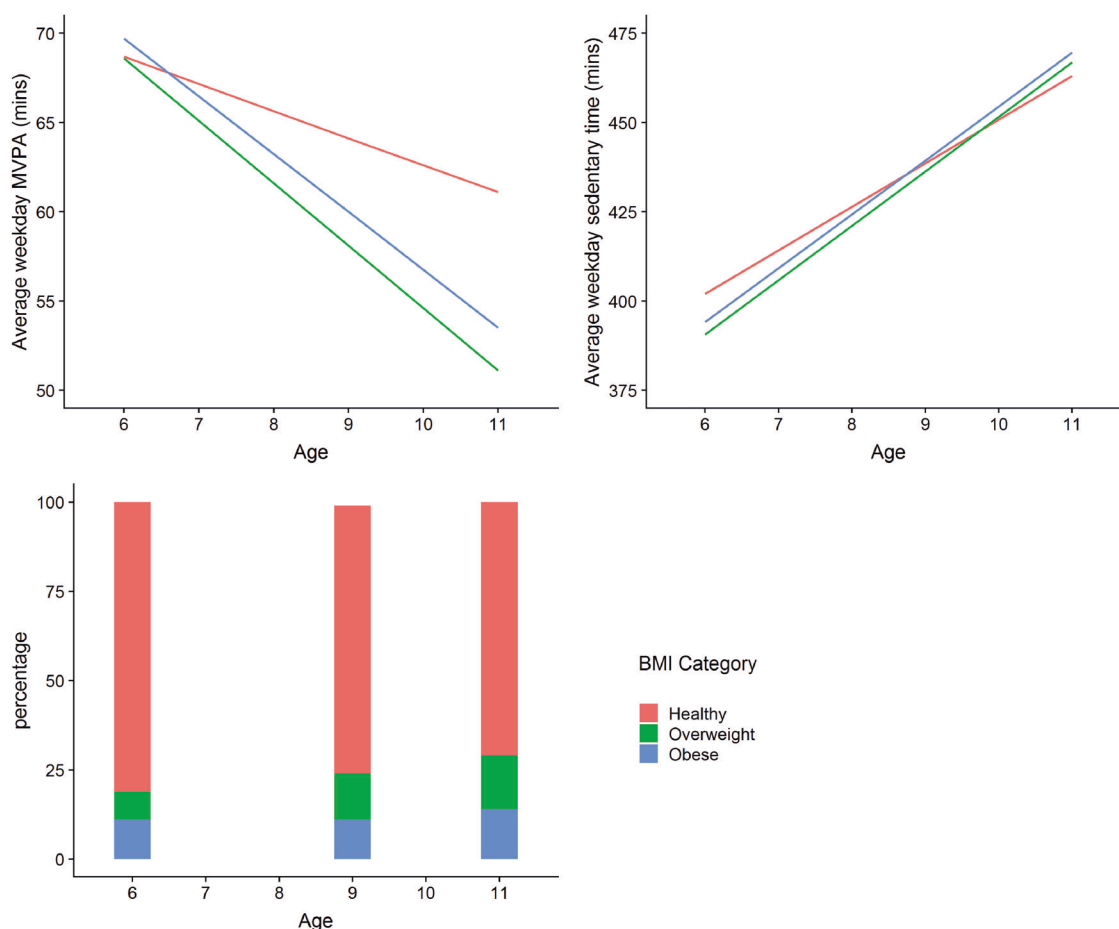 Average weekday MVPA (mins)
70
65
60
55
50
6 7 8 9 10 11
Age
Average weekday sedentary time (mins)
475
450
425
400
375
6 7 8 9 10 11
Age
percentage
100
75
50
25
0
6 7 8 9 10 11
Age
BMI Category
Healthy
Overweight
Obese